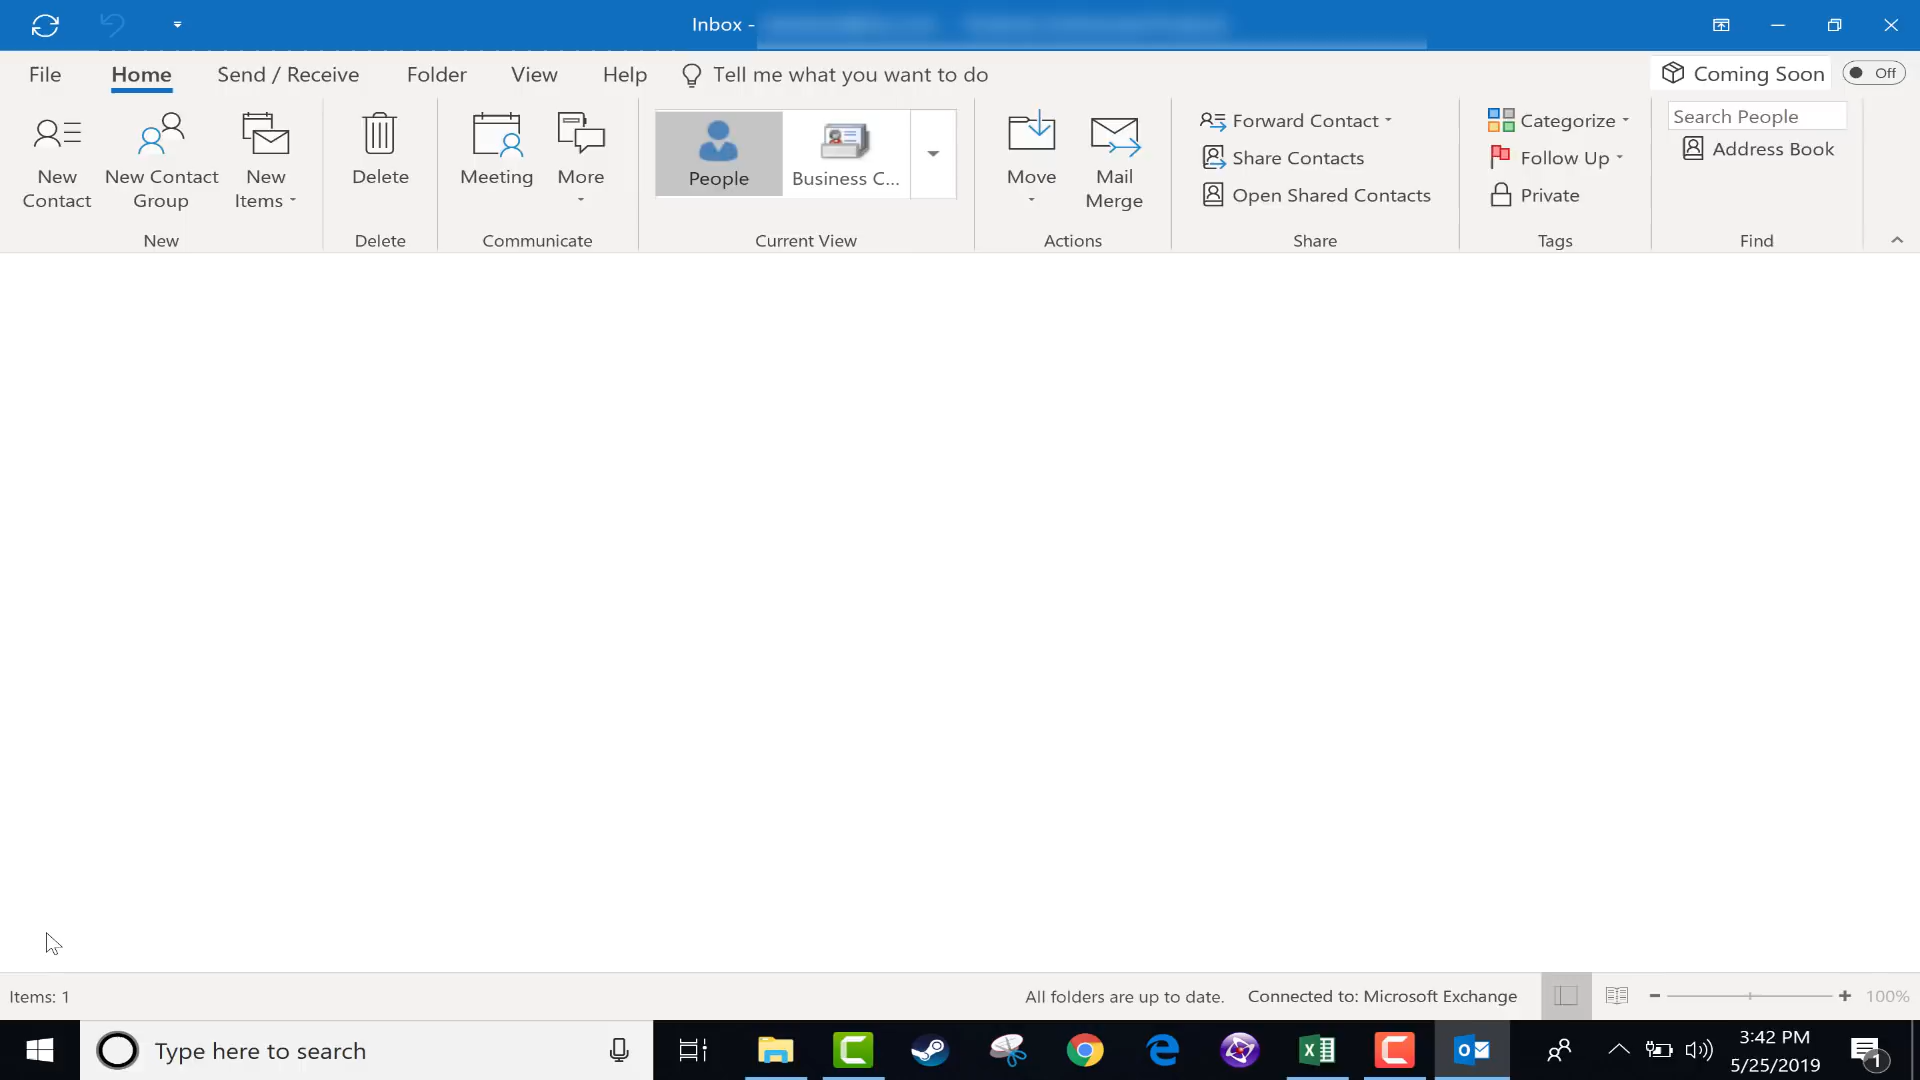 Inbox -
File Home Send / Receive Folder View Help Tell me what you want to do Coming Soon Off
New Contact
New Contact Group
New Items
New
Delete
Delete
Meeting
More
Communicate
People
Business C...
Current View
Move
Mail Merge
Actions
Forward Contact
Share Contacts
Open Shared Contacts
Share
Categorize
Follow Up
Private
Tags
Search People
Address Book
Find
Items: 1 All folders are up to date. Connected to: Microsoft Exchange 100%
Type here to search
3:42 PM
5/25/2019
1